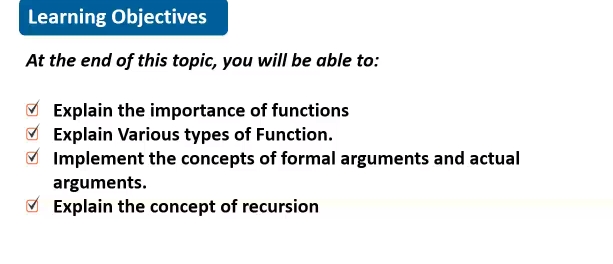 Learning Objectives
At the end of this topic, you will be able to:
Explain the importance of functions
Explain Various types of Function.
Implement the concepts of formal arguments and actual
arguments.
Explain the concept of recursion